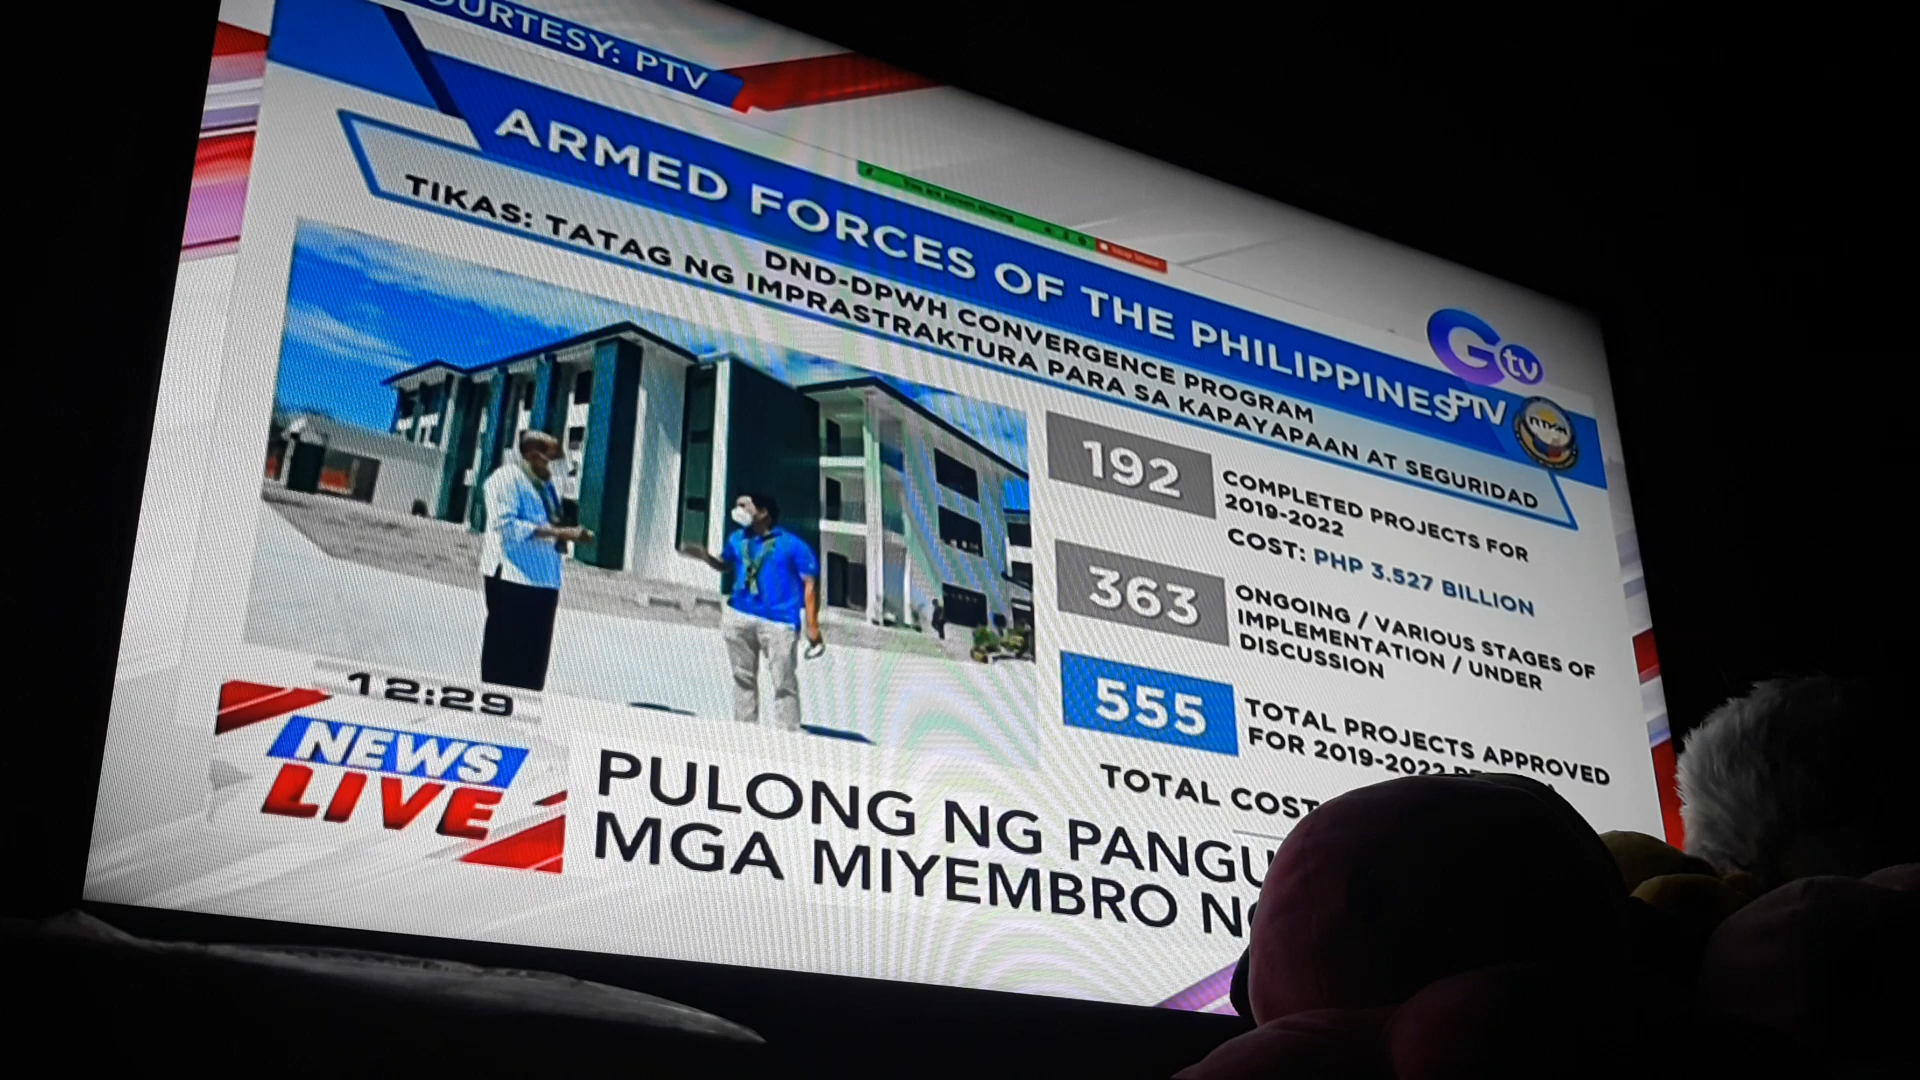 COURTESY: PTV
ARMED FORCES OF THE PHILIPPINES
DND-DPWH CONVERGENCE PROGRAM
TIKAS: TATAG NG IMPRASTRAKTURA PARA SA KAPAYAPAAN AT SEGURIDAD
Gtv
PTV
192
COMPLETED PROJECTS FOR
2019-2022
COST: PHP 3.527 BILLION
363
ONGOING / VARIOUS STAGES OF
IMPLEMENTATION / UNDER
DISCUSSION
555
TOTAL PROJECTS APPROVED
FOR 2019-2022
TOTAL COST
12:29
NEWS
LIVE
PULONG NG
MGA MIYEMBRO